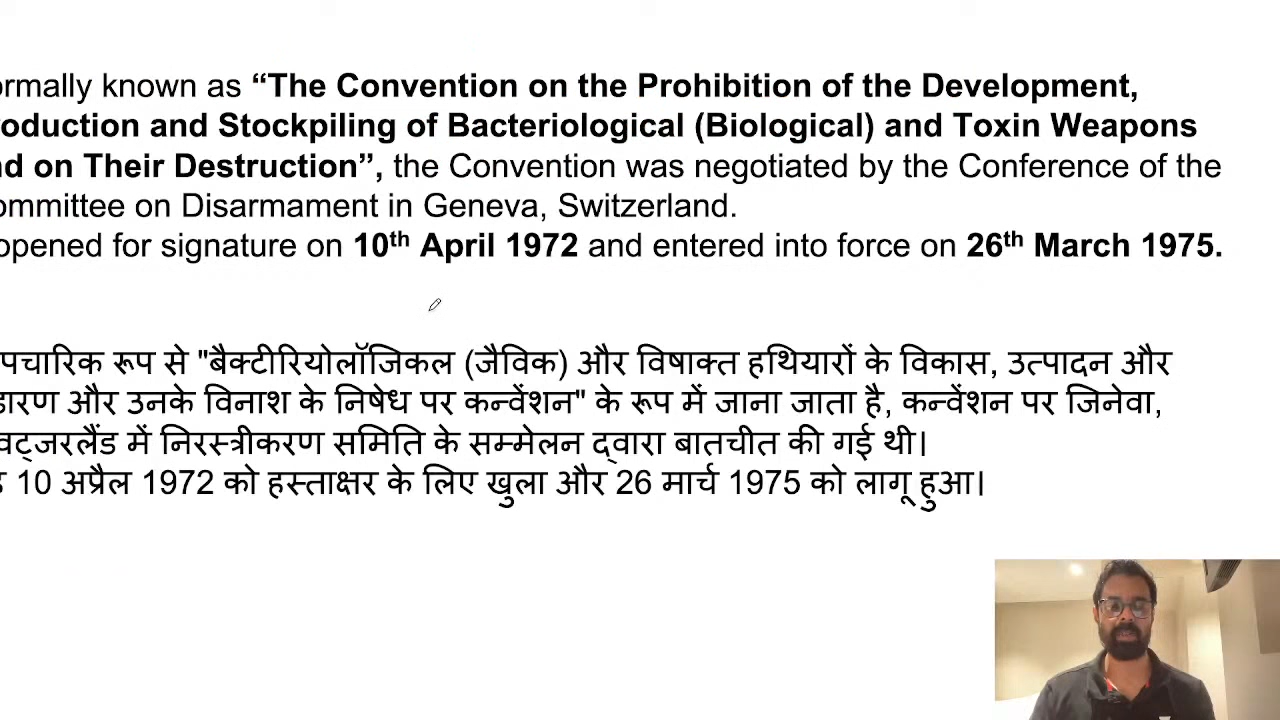 ormally known as “The Convention on the Prohibition of the Development,
oduction and Stockpiling of Bacteriological (Biological) and Toxin Weapons
nd on Their Destruction”, the Convention was negotiated by the Conference of the
ommittee on Disarmament in Geneva, Switzerland.
opened for signature on 10th April 1972 and entered into force on 26th March 1975.
पचारिक रूप से "बैक्टीरियोलॉजिकल (जैविक) और विषाक्त हथियारों के विकास, उत्पादन और
डारण और उनके विनाश के निषेध पर कन्वेंशन" के रूप में जाना जाता है, कन्वेंशन पर जिनेवा,
वट्जरलैंड में निरस्त्रीकरण समिति के सम्मेलन द्वारा बातचीत की गई थी।
10 अप्रैल 1972 को हस्ताक्षर के लिए खुला और 26 मार्च 1975 को लागू हुआ।